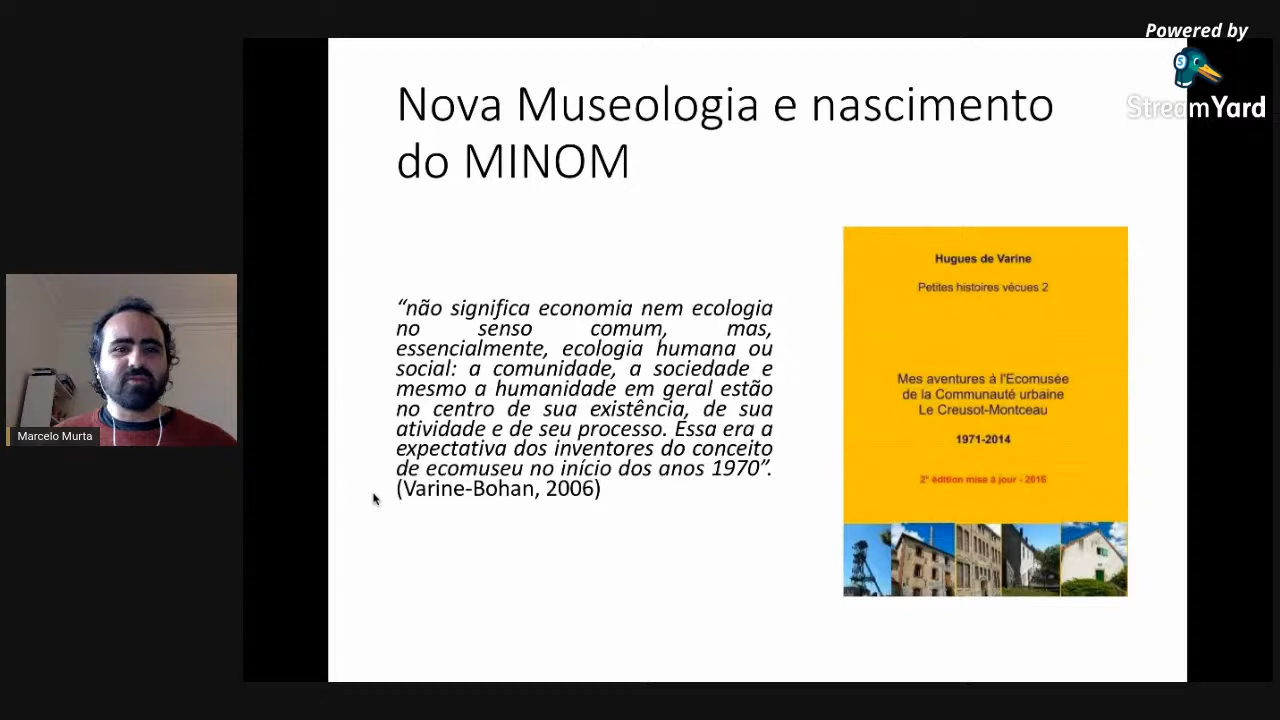 Powered by
StreamYard
Nova Museologia e nascimento
do MINOM
“não significa economia nem ecologia
no senso comum, mas,
essencialmente, ecologia humana ou
social: a comunidade, a sociedade e
mesmo a humanidade em geral estão
no centro de sua existência, de sua
atividade e de seu processo. Essa era a
expectativa dos inventores do conceito
de ecomuseu no início dos anos 1970”.
(Varine-Bohan, 2006)
Hugues de Varine
Petites histoires vécues 2
Mes aventures à l'Ecomusée
de la Communauté urbaine
Le Creusot-Montceau
1971-2014
2e édition mise à jour - 2016
Marcelo Murta